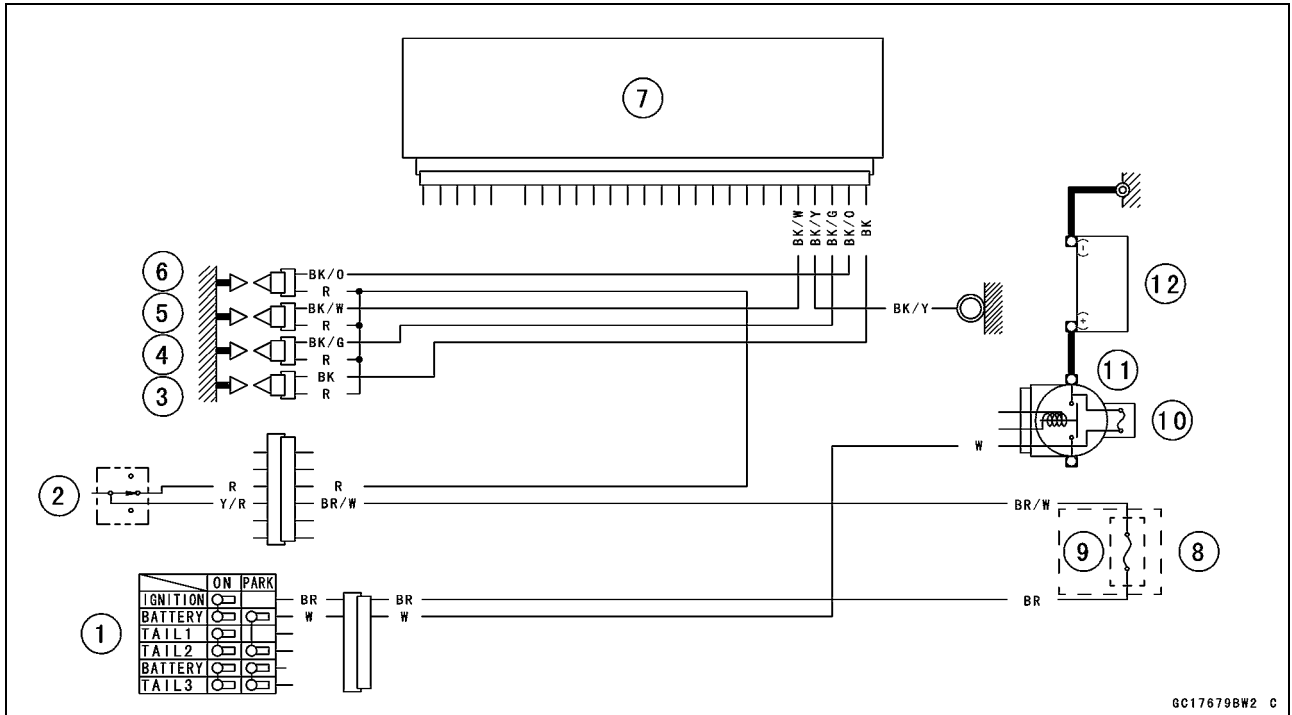 7
BK/W
BK/Y
BK/G
BK/O
BK
6
BK/O
R
(-)
12
5
BK/W
R
BK/Y
4
BK/G
R
(+)
3
BK
R
11
10
W
2
R
Y/R
R
BR/W
BR/W
9
8
ON PARK
IGNITION
BR
BR
BR
BATTERY
W
W
1
TAIL1
TAIL2
BATTERY
TAIL3
GC17679BW2 C